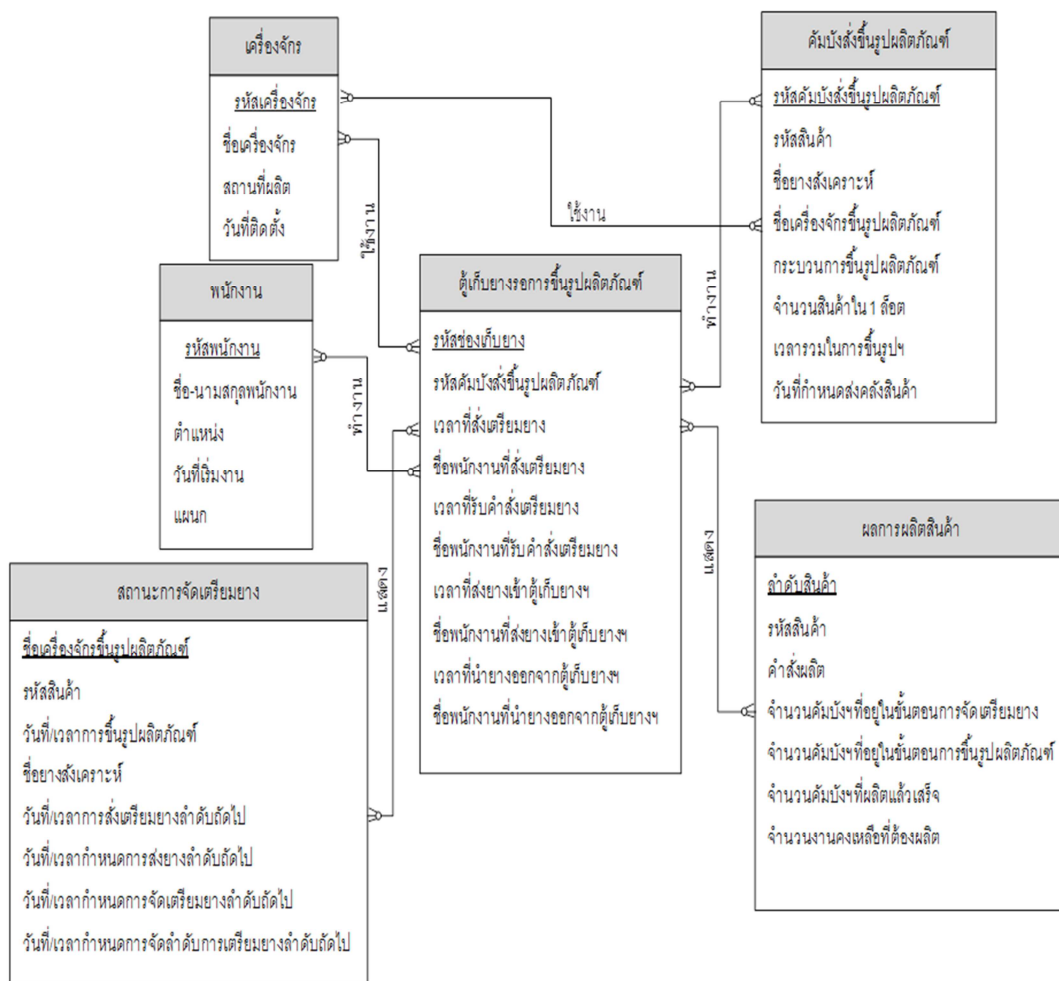 เครื่องจักร
รหัสเครื่องจักร
ชื่อเครื่องจักร
สถานที่ผลิต
วันที่ติดตั้ง
คัมบังสั่งขึ้นรูปผลิตภัณฑ์
รหัสคัมบังสั่งขึ้นรูปผลิตภัณฑ์
รหัสสินค้า
ชื่อยางสังเคราะห์
ชื่อเครื่องจักรขึ้นรูปผลิตภัณฑ์
กระบวนการขึ้นรูปผลิตภัณฑ์
จำนวนสินค้าใน 1 ล็อต
เวลารวมในการขึ้นรูปฯ
วันที่กำหนดส่งคลังสินค้า
ใช้งาน
ใช้งาน
ทำงาน
พนักงาน
รหัสพนักงาน
ชื่อ-นามสกุลพนักงาน
ตำแหน่ง
วันที่เริ่มงาน
แผนก
ทำงาน
ตู้เก็บยางรอการขึ้นรูปผลิตภัณฑ์
รหัสช่องเก็บยาง
รหัสคัมบังสั่งขึ้นรูปผลิตภัณฑ์
เวลาที่สั่งเตรียมยาง
ชื่อพนักงานที่สั่งเตรียมยาง
เวลาที่รับคำสั่งเตรียมยาง
ชื่อพนักงานที่รับคำสั่งเตรียมยาง
เวลาที่ส่งยางเข้าตู้เก็บยางฯ
ชื่อพนักงานที่ส่งยางเข้าตู้เก็บยางฯ
เวลาที่นำยางออกจากตู้เก็บยางฯ
ชื่อพนักงานที่นำยางออกจากตู้เก็บยางฯ
แสดง
แสดง
สถานะการจัดเตรียมยาง
ชื่อเครื่องจักรขึ้นรูปผลิตภัณฑ์
รหัสสินค้า
วันที่/เวลาการขึ้นรูปผลิตภัณฑ์
ชื่อยางสังเคราะห์
วันที่/เวลาการสั่งเตรียมยางลำดับถัดไป
วันที่/เวลากำหนดการส่งยางลำดับถัดไป
วันที่/เวลากำหนดการจัดเตรียมยางลำดับถัดไป
วันที่/เวลากำหนดการจัดลำดับการเตรียมยางลำดับถัดไป
ผลการผลิตสินค้า
ลำดับสินค้า
รหัสสินค้า
คำสั่งผลิต
จำนวนคัมบังฯที่อยู่ในขั้นตอนการจัดเตรียมยาง
จำนวนคัมบังฯที่อยู่ในขั้นตอนการขึ้นรูปผลิตภัณฑ์
จำนวนคัมบังฯที่ผลิตแล้วเสร็จ
จำนวนงานคงเหลือที่ต้องผลิต